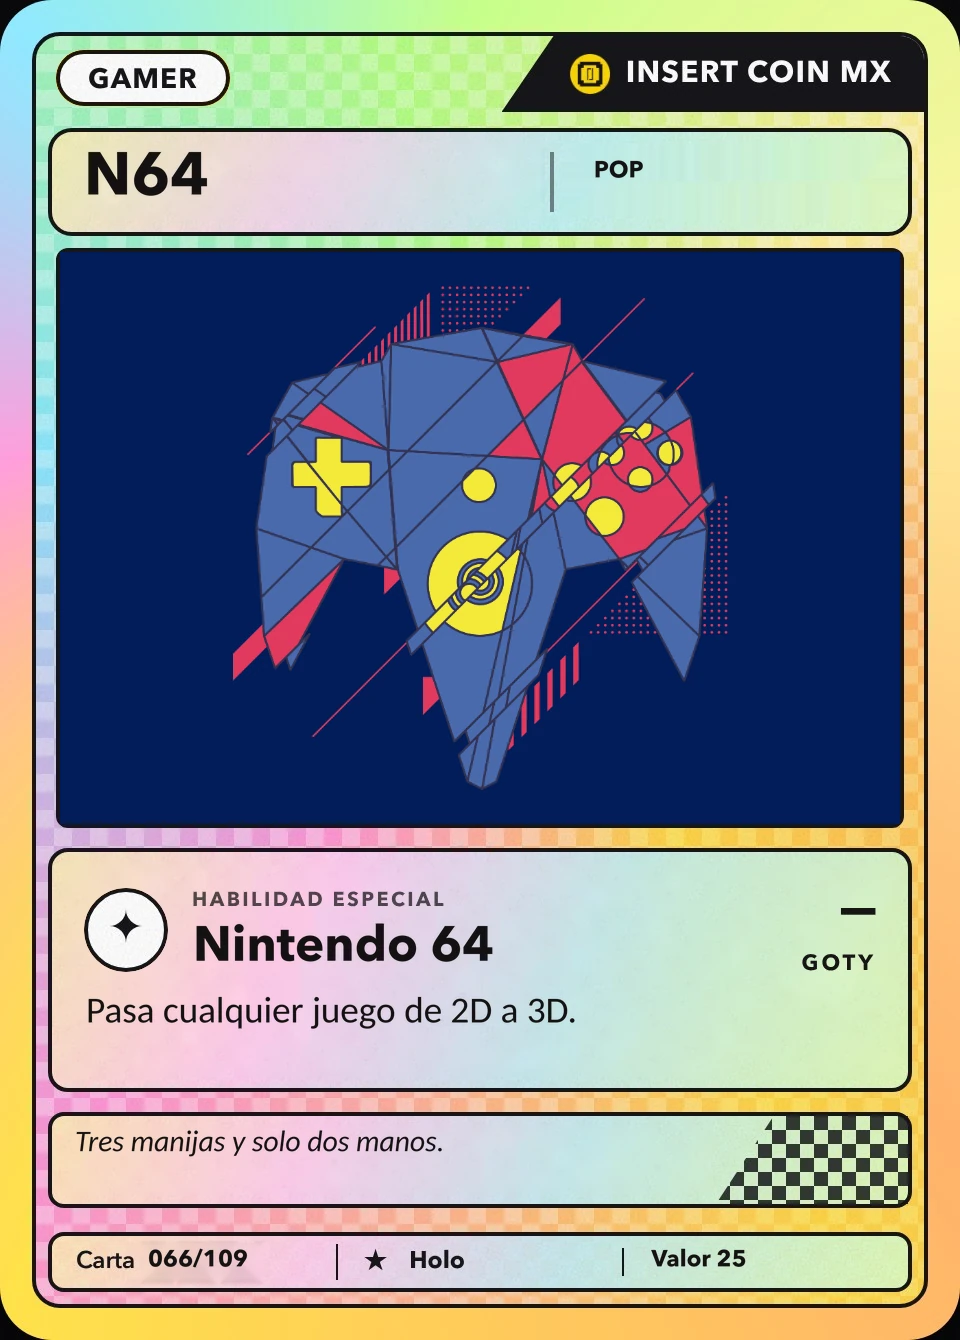 GAMER
INSERT COIN MX
N64
POP
HABILIDAD ESPECIAL
Nintendo 64
—
GOTY
Pasa cualquier juego de 2D a 3D.
Tres manijas y solo dos manos.
Carta 066/109
★ Holo
Valor 25